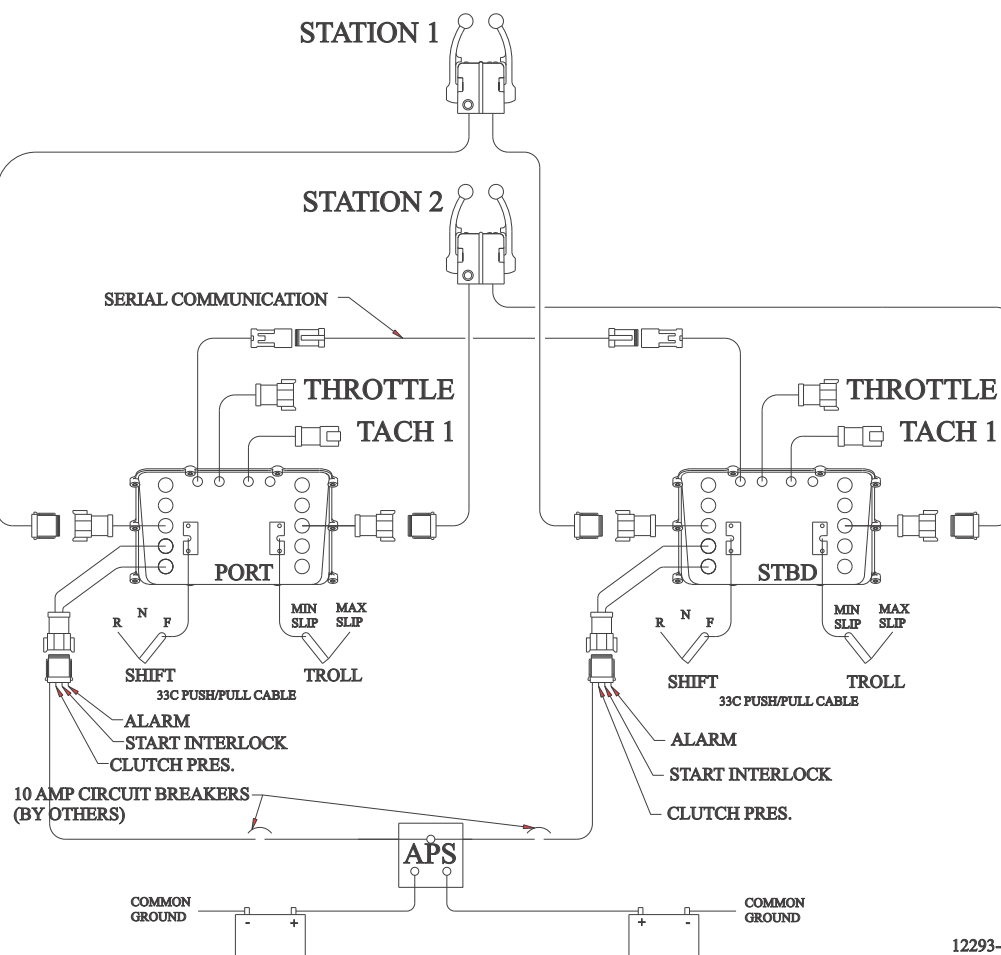 STATION 1
STATION 2
SERIAL COMMUNICATION
THROTTLE
THROTTLE
TACH 1
TACH 1
PORT
STBD
R N F
MIN SLIP
MAX SLIP
R N F
MIN SLIP
MAX SLIP
SHIFT
TROLL
SHIFT
TROLL
33C PUSH/PULL CABLE
33C PUSH/PULL CABLE
ALARM
START INTERLOCK
CLUTCH PRES.
ALARM
START INTERLOCK
CLUTCH PRES.
10 AMP CIRCUIT BREAKERS
(BY OTHERS)
APS
COMMON
GROUND
- +
+ -
COMMON
GROUND
12293-